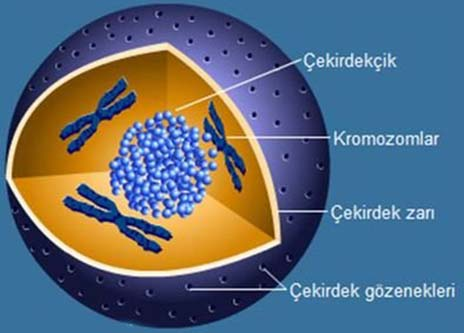 Çekirdekçik
Kromozomlar
Çekirdek zarı
Çekirdek gözenekleri